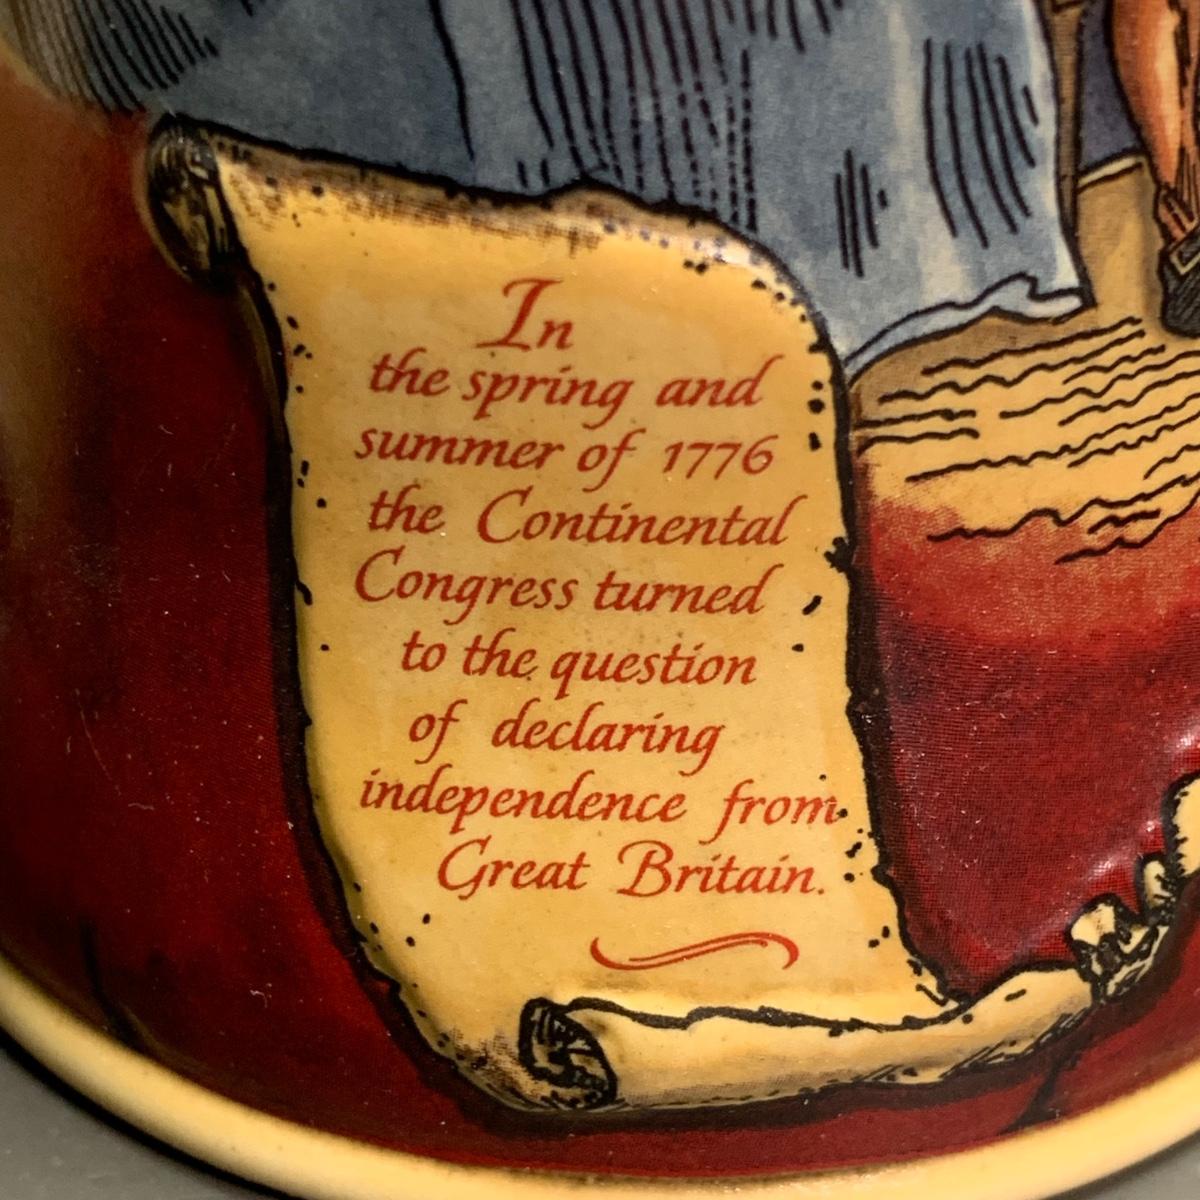 In
the spring and
summer of 1776
the Continental
Congress turned
to the question
of declaring
independence from
Great Britain.